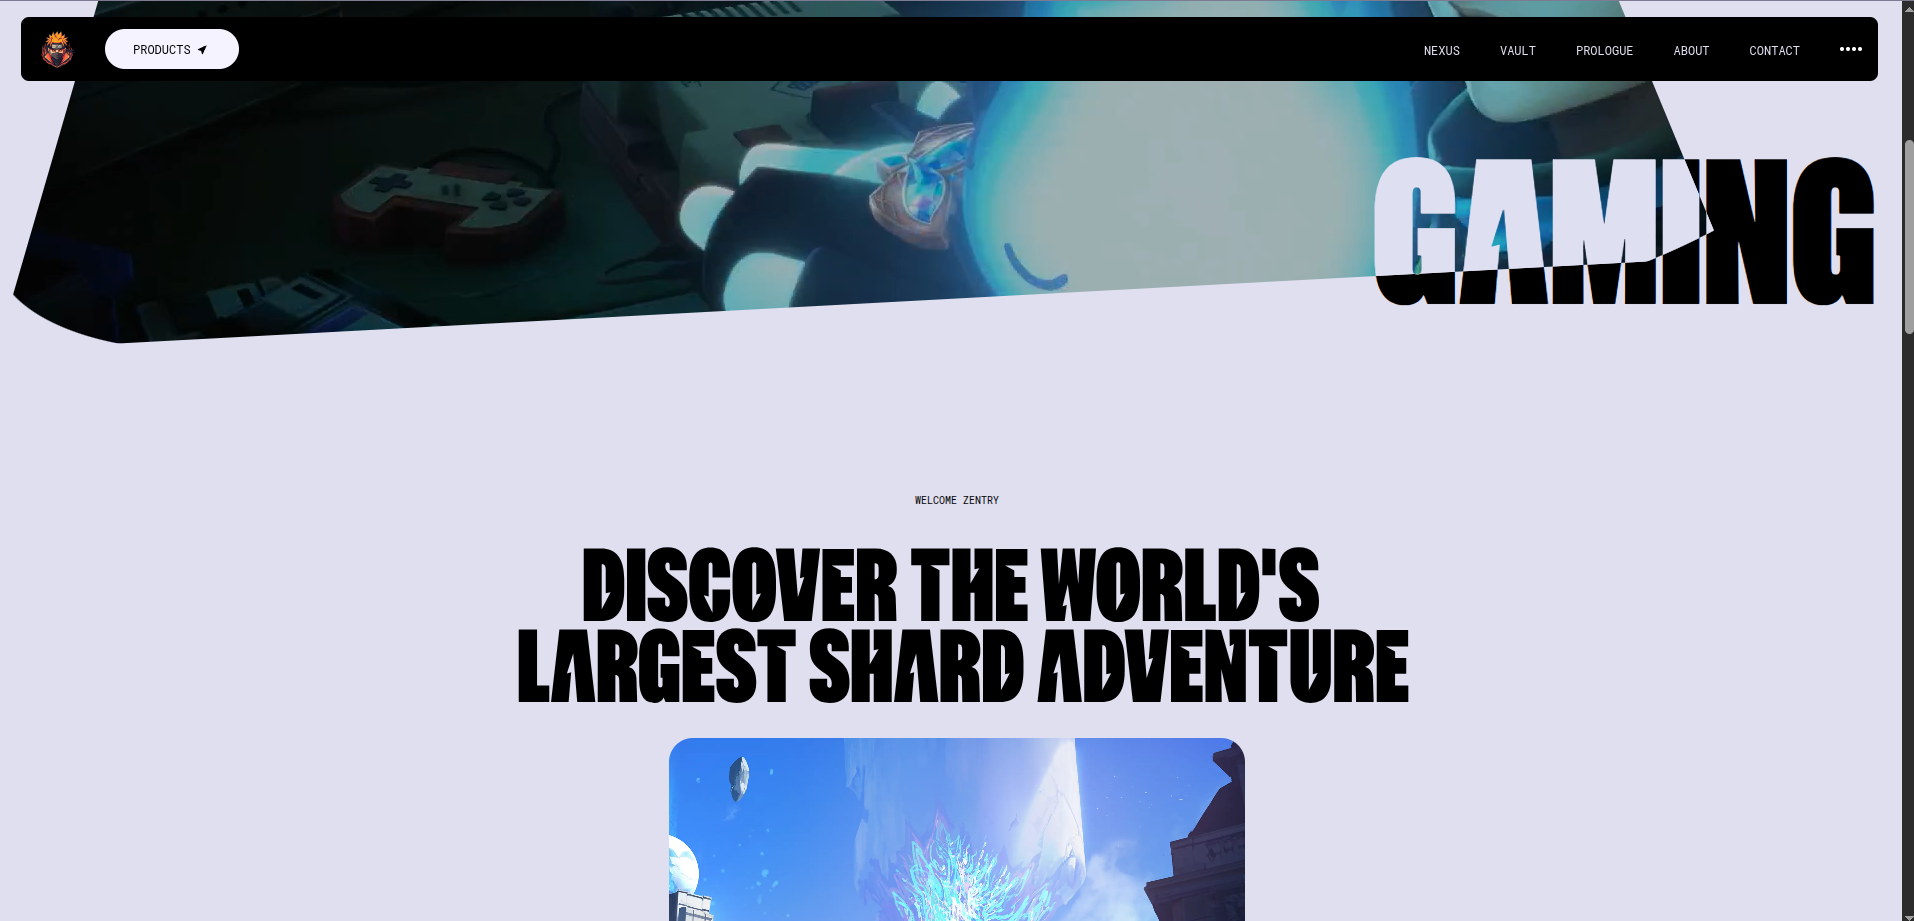 PRODUCTS
NEXUS VAULT PROLOGUE ABOUT CONTACT
GAMING
WELCOME ZENTRY
DISCOVER THE WORLD'S
LARGEST SHARD ADVENTURE